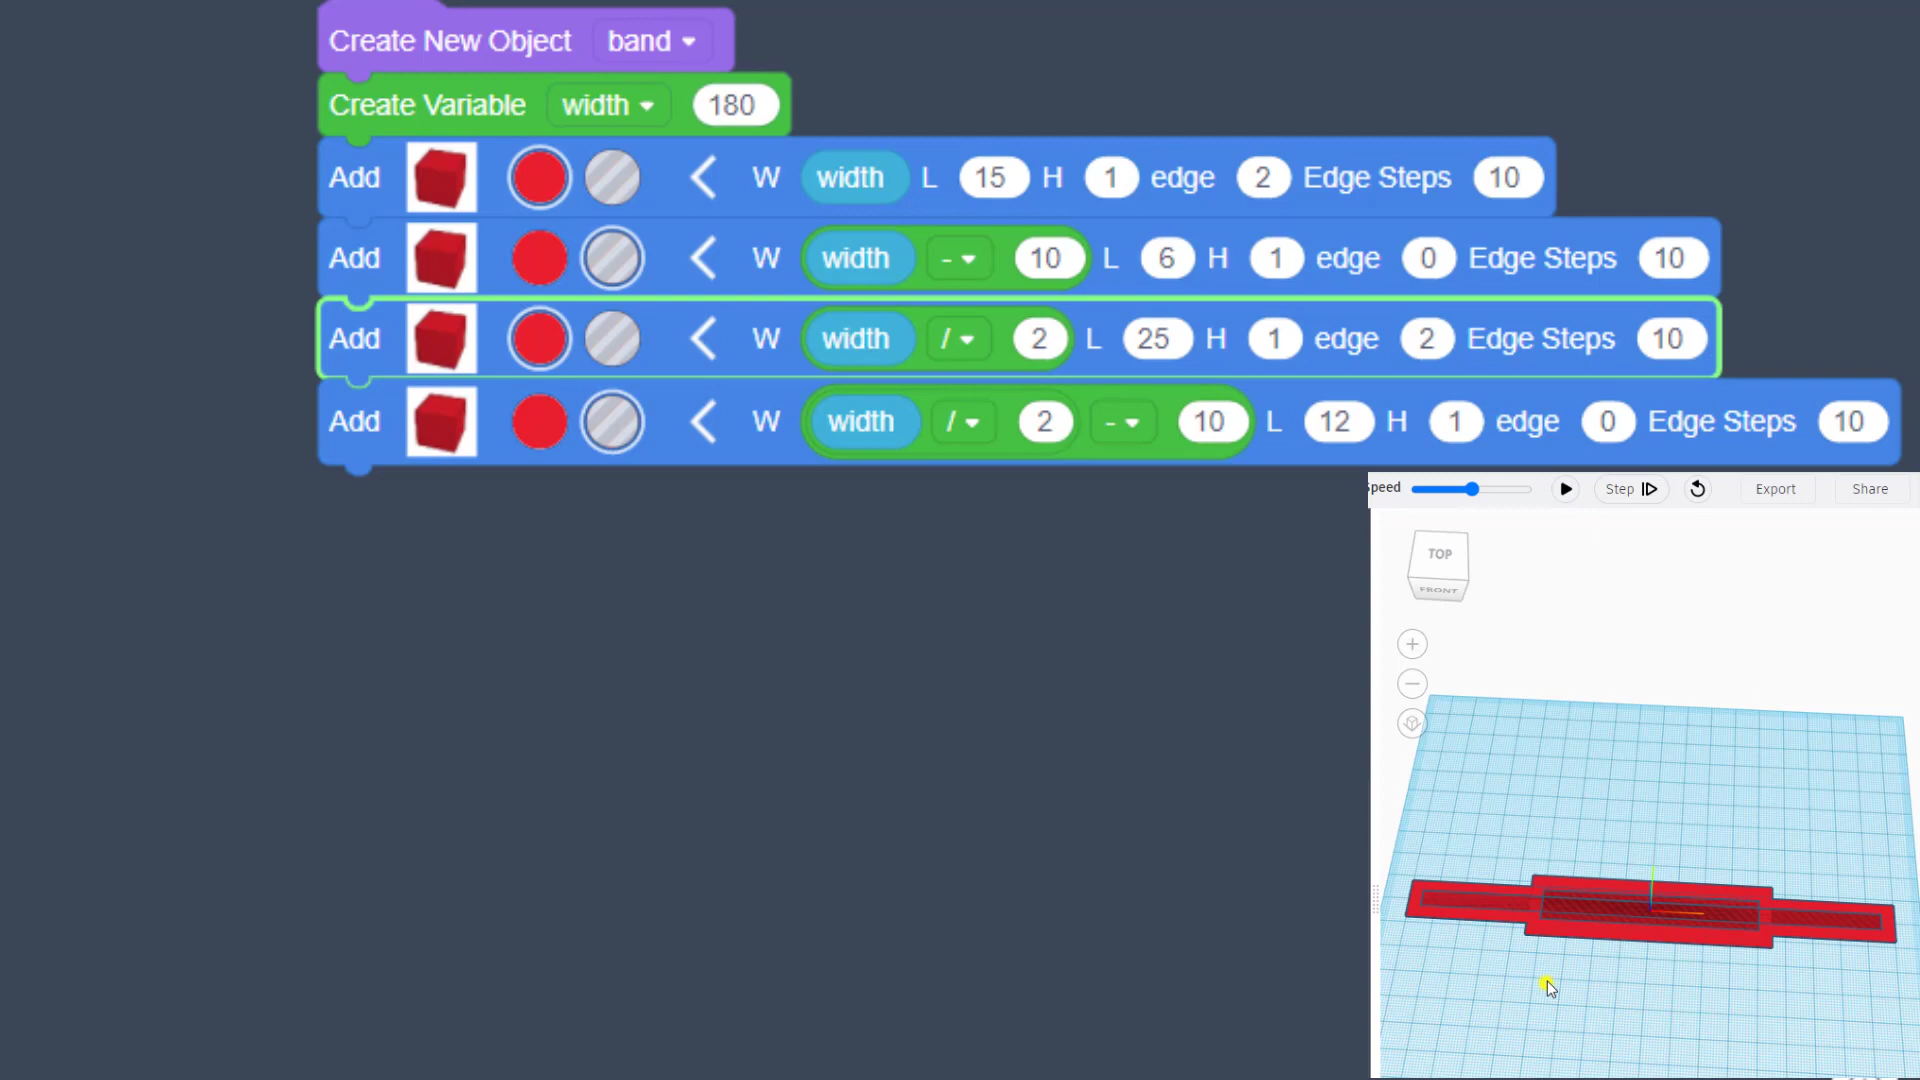 Create New Object band
Create Variable width 180
Add W width L 15 H 1 edge 2 Edge Steps 10
Add W width - 10 L 6 H 1 edge 0 Edge Steps 10
Add W width / 2 L 25 H 1 edge 2 Edge Steps 10
Add W width / 2 - 10 L 12 H 1 edge 0 Edge Steps 10
Speed Step Export Share
TOP
FRONT